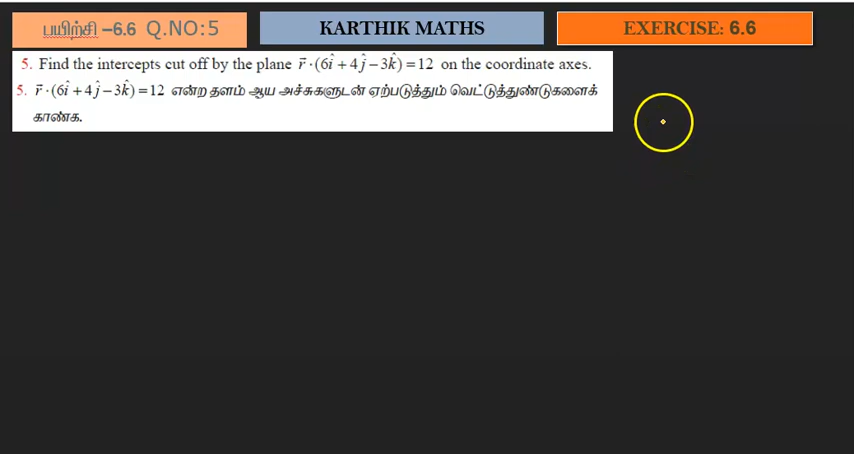 பயிற்சி –6.6 Q.NO:5
KARTHIK MATHS
EXERCISE: 6.6
5. Find the intercepts cut off by the plane r⃗ · (6î + 4ĵ − 3k̂) = 12 on the coordinate axes.
5. r⃗ · (6î + 4ĵ − 3k̂) = 12 என்ற தளம் ஆய அச்சுகளுடன் ஏற்படுத்தும் வெட்டுத்துண்டுகளைக்
காண்க.